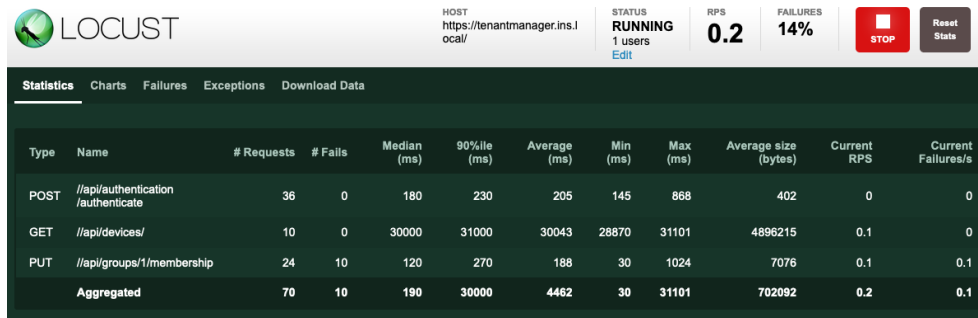 LOCUST
HOST
https://tenantmanager.ins.l
ocal/
STATUS
RUNNING
1 users
Edit
RPS
0.2
FAILURES
14%
STOP
Reset
Stats
Statistics Charts Failures Exceptions Download Data
Type Name # Requests # Fails Median (ms) 90%ile (ms) Average (ms) Min (ms) Max (ms) Average size (bytes) Current RPS Current Failures/s
POST //api/authentication
/authenticate 36 0 180 230 205 145 868 402 0 0
GET //api/devices/ 10 0 30000 31000 30043 28870 31101 4896215 0.1 0
PUT //api/groups/1/membership 24 10 120 270 188 30 1024 7076 0.1 0.1
Aggregated 70 10 190 30000 4462 30 31101 702092 0.2 0.1